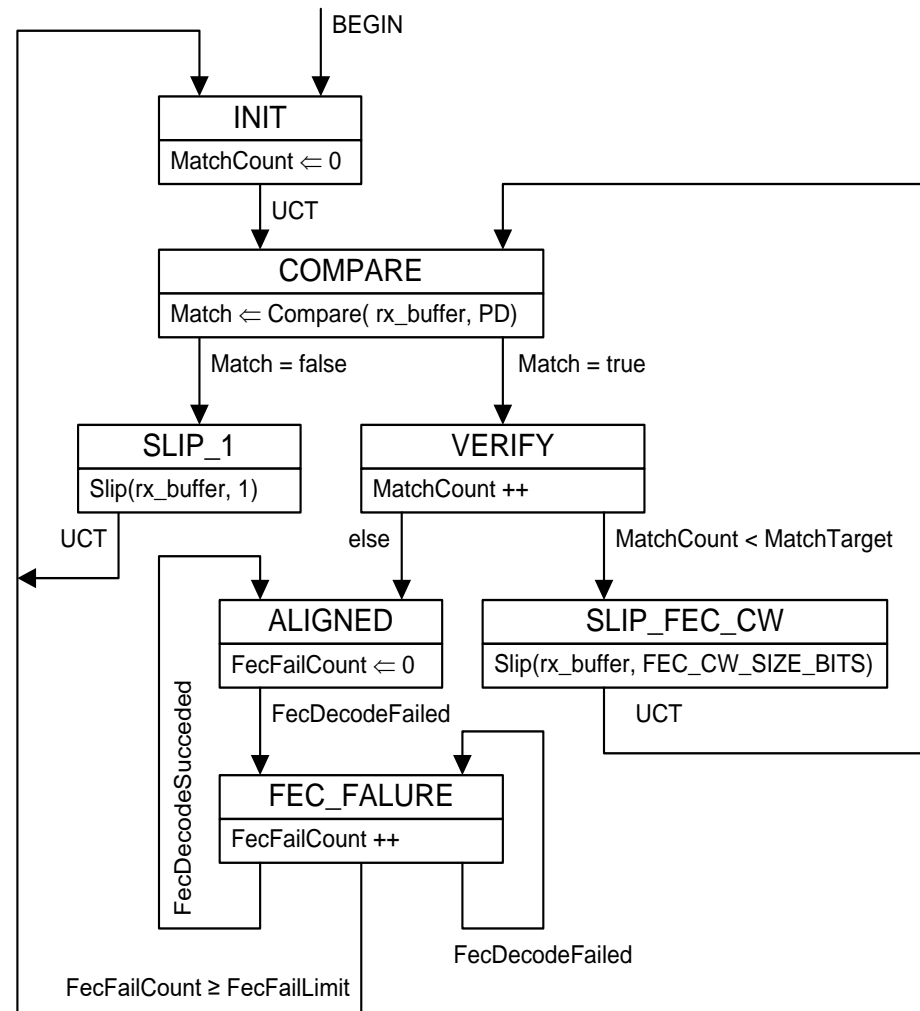 BEGIN
INIT
MatchCount ⇐ 0
UCT
COMPARE
Match ⇐ Compare( rx_buffer, PD)
Match = false
Match = true
SLIP_1
Slip(rx_buffer, 1)
VERIFY
MatchCount ++
UCT
else
MatchCount < MatchTarget
ALIGNED
FecFailCount ⇐ 0
SLIP_FEC_CW
Slip(rx_buffer, FEC_CW_SIZE_BITS)
FecDecodeFailed
UCT
FecDecodeSucceded
FEC_FALURE
FecFailCount ++
FecDecodeFailed
FecFailCount ≥ FecFailLimit